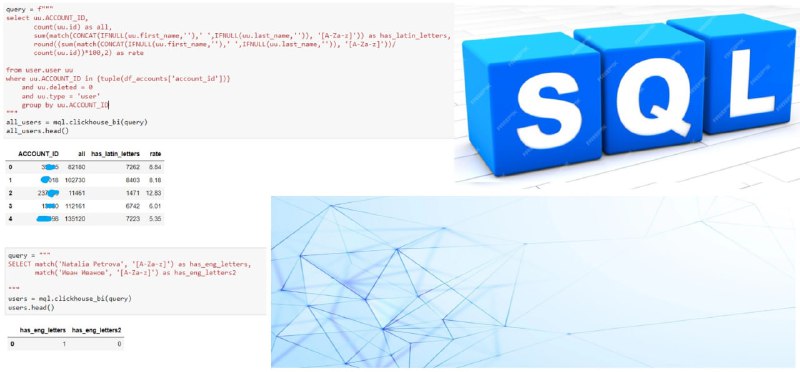 query = f"""
select uu.ACCOUNT_ID,
count(uu.id) as all,
sum(match(CONCAT(IFNULL(uu.first_name,''),' ',IFNULL(uu.last_name,'')), '[A-Za-z]')) as has_latin_letters,
round((sum(match(CONCAT(IFNULL(uu.first_name,''),' ',IFNULL(uu.last_name,'')), '[A-Za-z]'))/
count(uu.id))*100,2) as rate
from user.user uu
where uu.ACCOUNT_ID in {tuple(df_accounts['account_id'])}
and uu.deleted = 0
and uu.type = 'user'
group by uu.ACCOUNT_ID
"""
all_users = mql.clickhouse_bi(query)
all_users.head()
ACCOUNT_ID all has_latin_letters rate
0 82180 7262 8.84
1 102730 8403 8.18
2 11461 1471 12.83
3 112161 6742 6.01
4 135120 7223 5.35
SQL
query = """
SELECT match('Natalia Petrova', '[A-Za-z]') as has_eng_letters,
match('Иван Иванов', '[A-Za-z]') as has_eng_letters2
"""
users = mql.clickhouse_bi(query)
users.head()
has_eng_letters has_eng_letters2
0 1 0